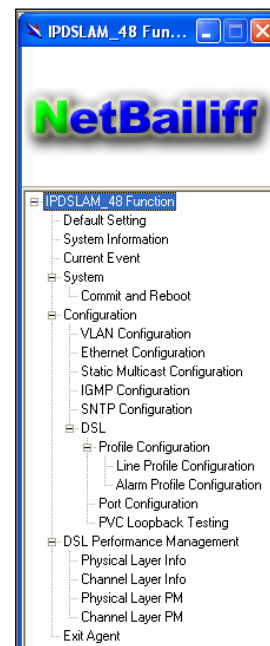 IPDSLAM_48 Fun...
NetBailiff
IPDSLAM_48 Function
Default Setting
System Information
Current Event
System
Commit and Reboot
Configuration
VLAN Configuration
Ethernet Configuration
Static Multicast Configuration
IGMP Configuration
SNTP Configuration
DSL
Profile Configuration
Line Profile Configuration
Alarm Profile Configuration
Port Configuration
PVC Loopback Testing
DSL Performance Management
Physical Layer Info
Channel Layer Info
Physical Layer PM
Channel Layer PM
Exit Agent